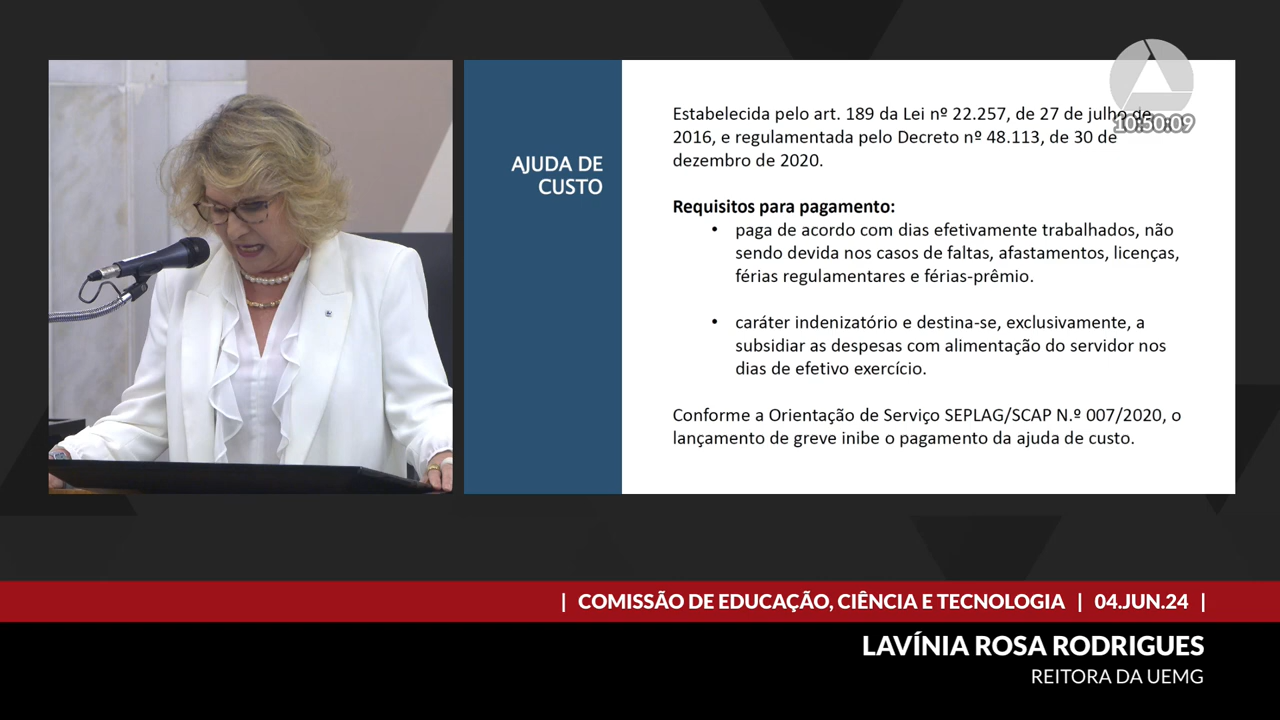 AJUDA DE
CUSTO
Estabelecida pelo art. 189 da Lei nº 22.257, de 27 de julho de
2016, e regulamentada pelo Decreto nº 48.113, de 30 de
dezembro de 2020.
10:50:09
Requisitos para pagamento:
• paga de acordo com dias efetivamente trabalhados, não
sendo devida nos casos de faltas, afastamentos, licenças,
férias regulamentares e férias-prêmio.
• caráter indenizatório e destina-se, exclusivamente, a
subsidiar as despesas com alimentação do servidor nos
dias de efetivo exercício.
Conforme a Orientação de Serviço SEPLAG/SCAP N.º 007/2020, o
lançamento de greve inibe o pagamento da ajuda de custo.
| COMISSÃO DE EDUCAÇÃO, CIÊNCIA E TECNOLOGIA | 04.JUN.24 |
LAVÍNIA ROSA RODRIGUES
REITORA DA UEMG